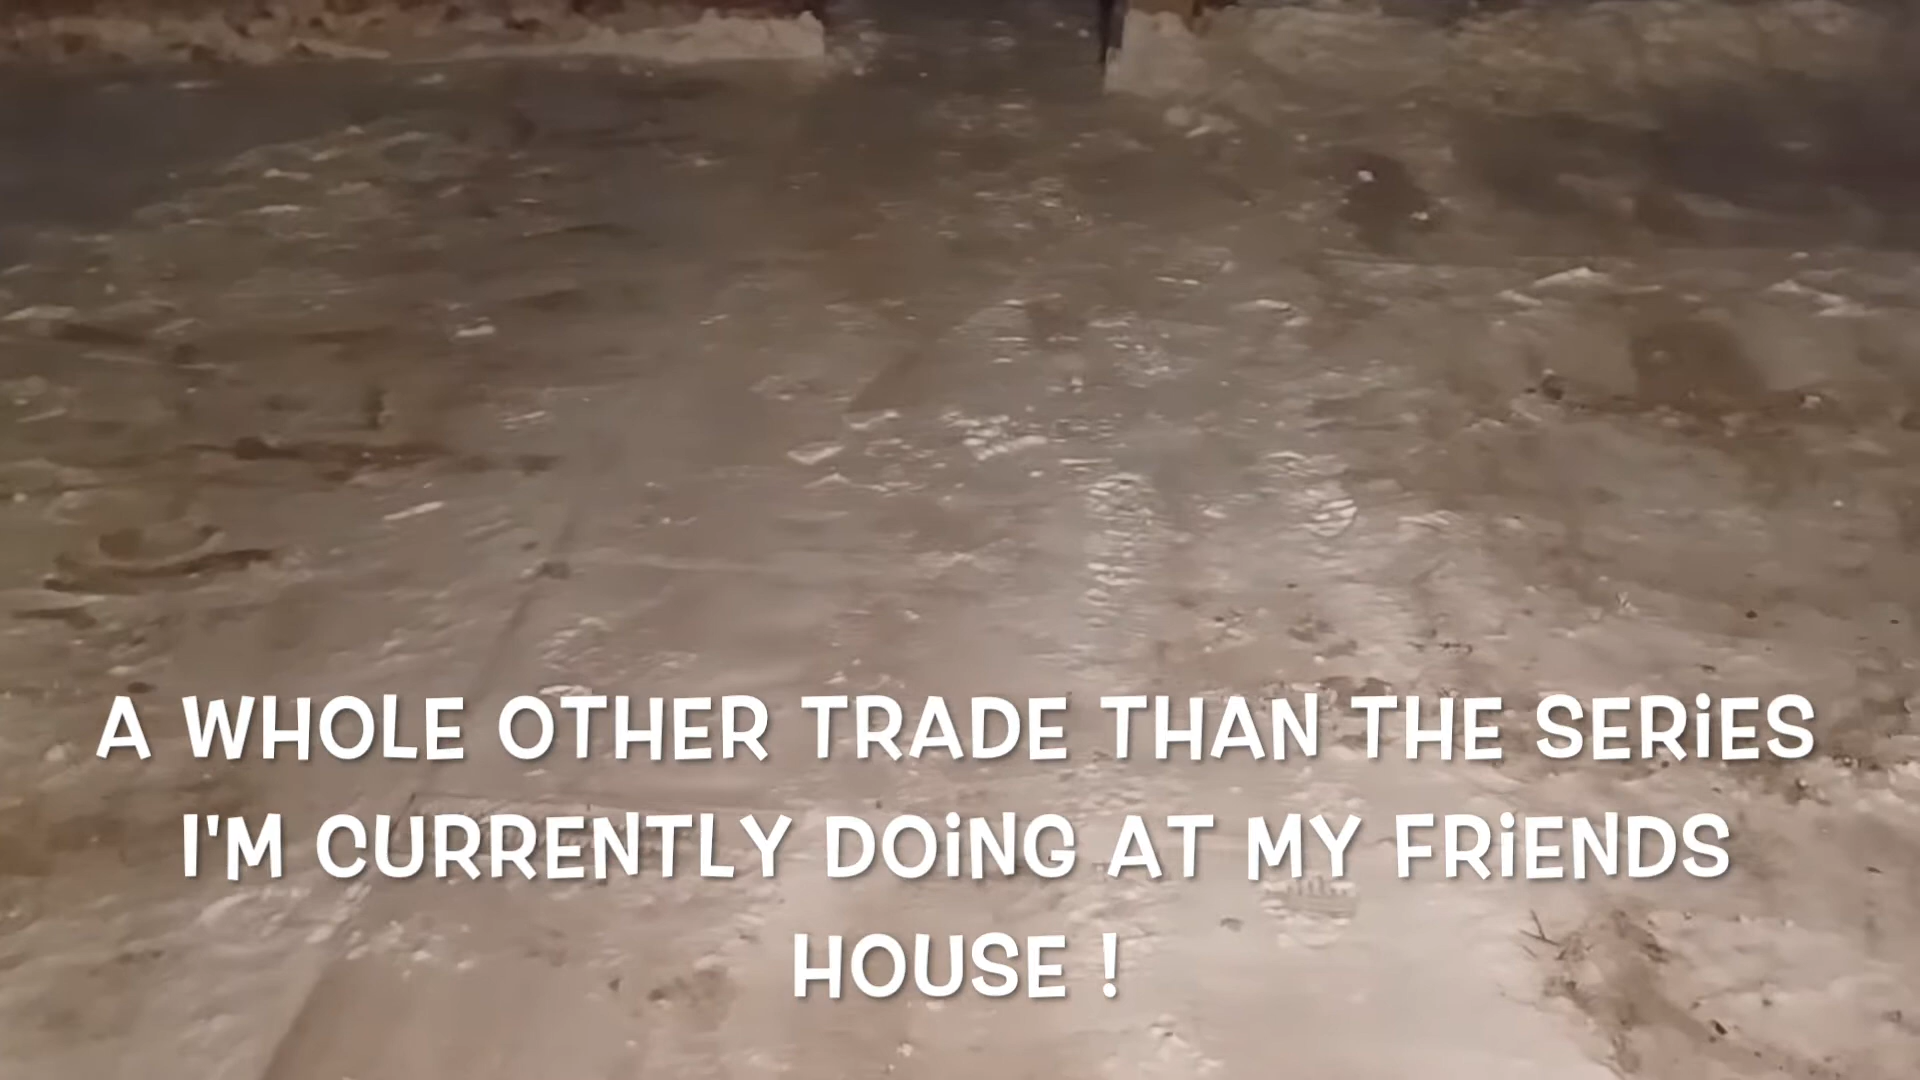 A WHOLE OTHER TRADE THAN THE SERiES
I'M CURRENTLY DOiNG AT MY FRiENDS
HOUSE !